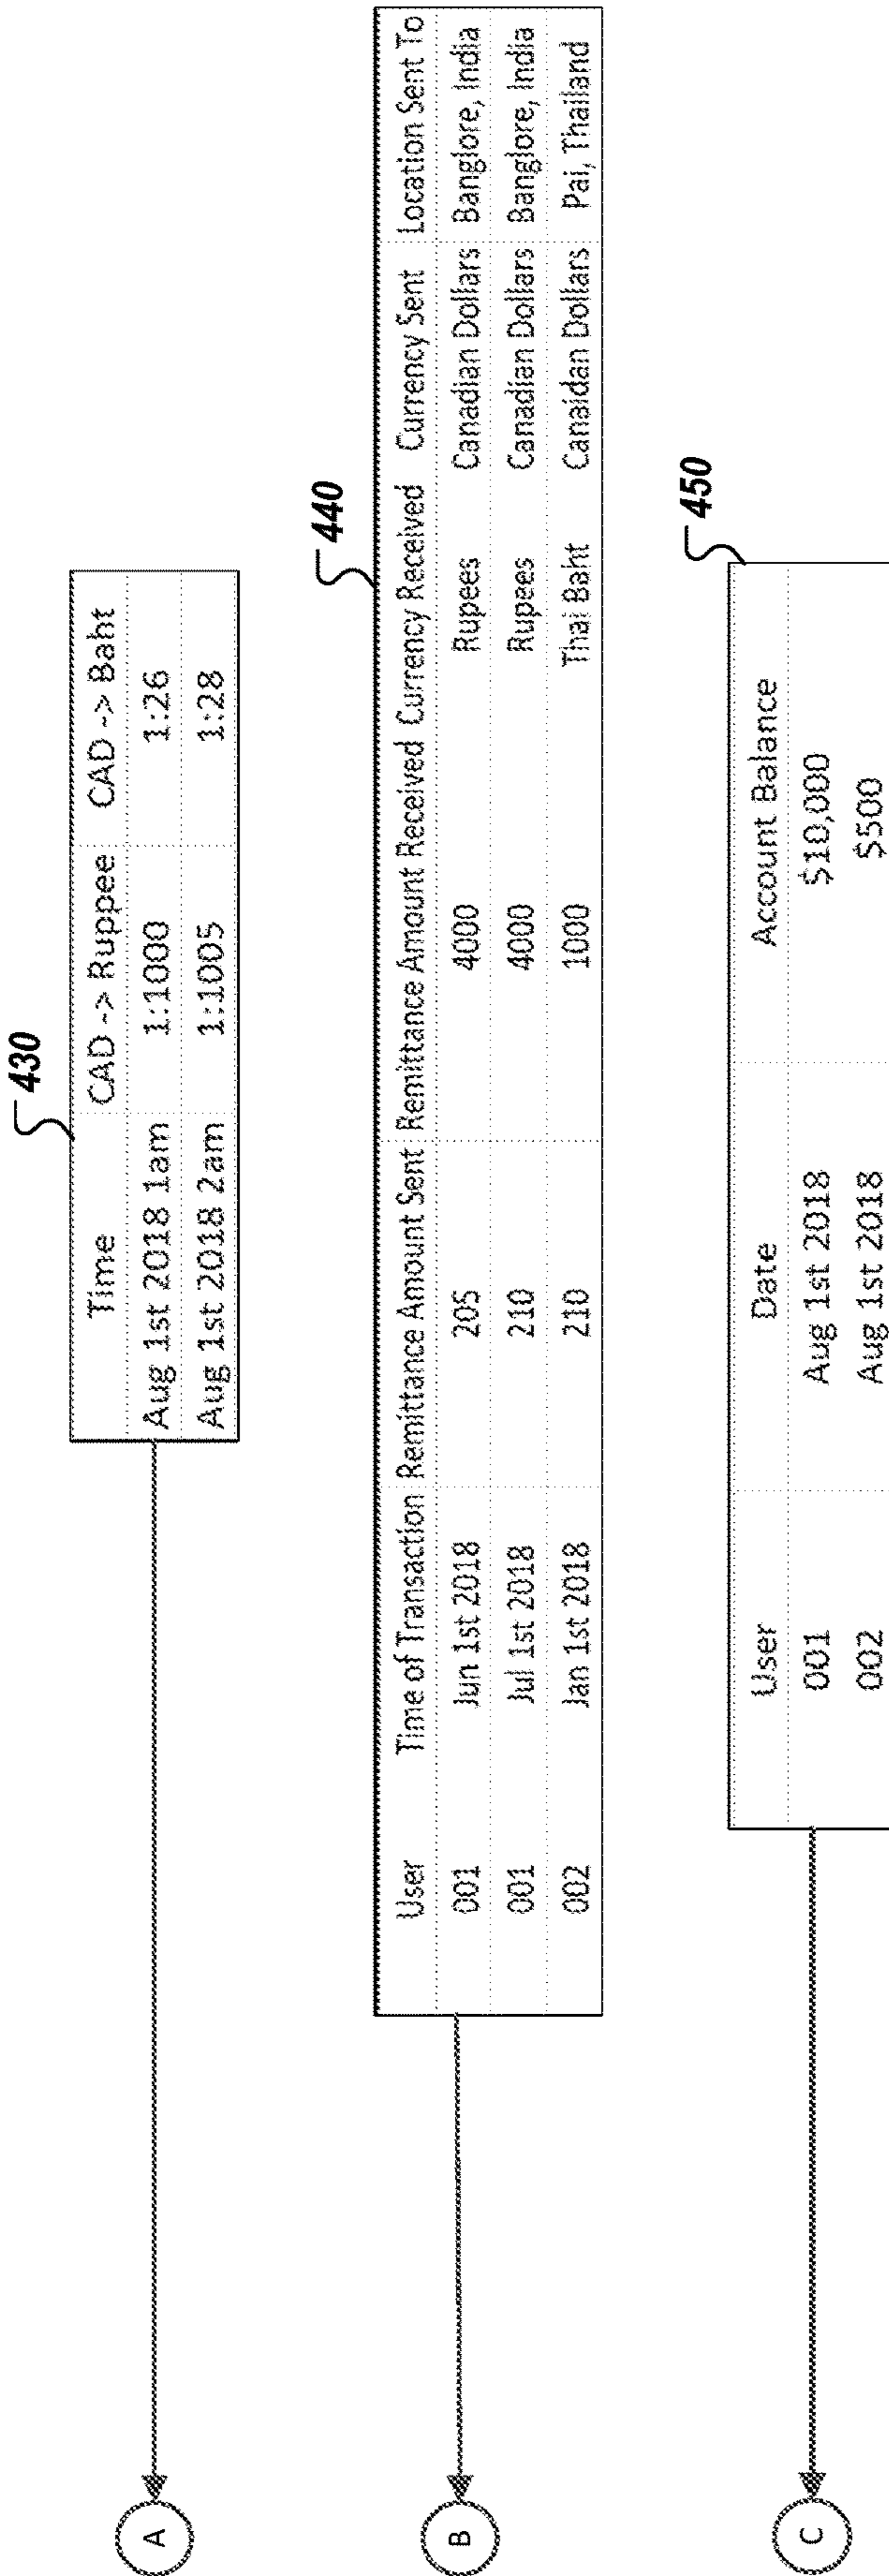 430
Time CAD -> Ruppee CAD -> Baht
Aug 1st 2018 1am 1:1000 1:26
Aug 1st 2018 2am 1:1005 1:28
A
440
User Time of Transaction Remittance Amount Sent Remittance Amount Received Currency Received Currency Sent Location Sent To
001 Jun 1st 2018 205 4000 Rupees Canadian Dollars Banglore, India
001 Jul 1st 2018 210 4000 Rupees Canadian Dollars Banglore, India
002 Jan 1st 2018 210 1000 Thai Baht Canaidan Dollars Pai, Thailand
B
450
User Date Account Balance
001 Aug 1st 2018 $10,000
002 Aug 1st 2018 $500
C